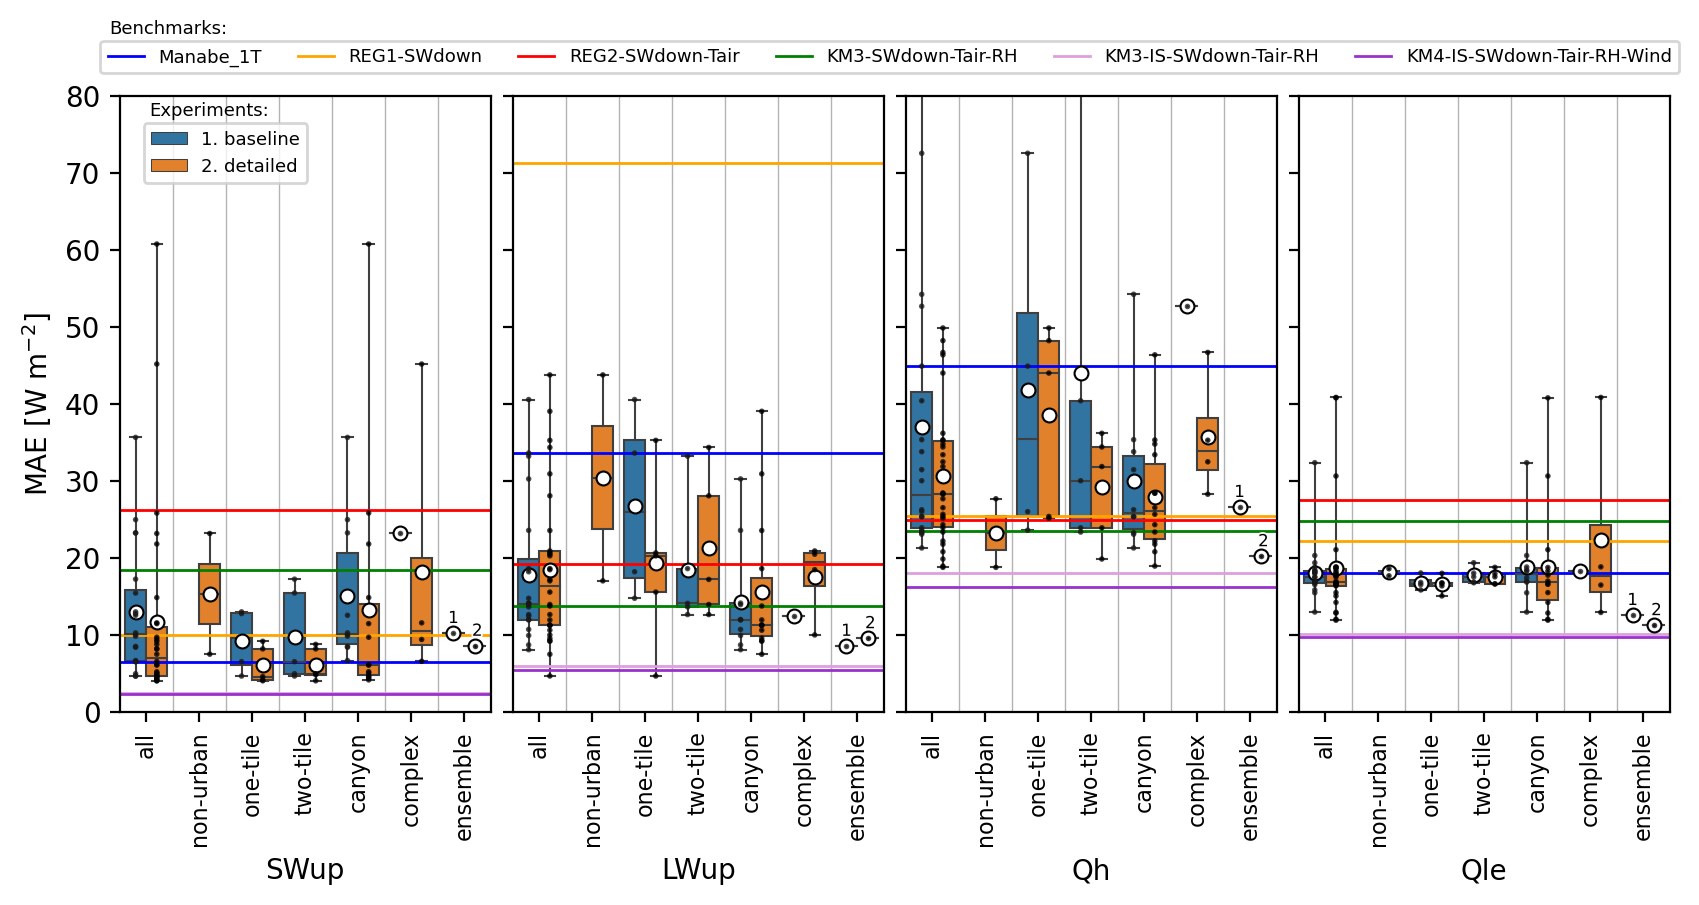 Benchmarks:
Manabe_1T REG1-SWdown REG2-SWdown-Tair KM3-SWdown-Tair-RH KM3-IS-SWdown-Tair-RH KM4-IS-SWdown-Tair-RH-Wind
Experiments:
1. baseline
2. detailed
MAE [W m⁻²]
80
70
60
50
40
30
20
10
0
1 2 1 2 1 2 1 2
all non-urban one-tile two-tile canyon complex ensemble
all non-urban one-tile two-tile canyon complex ensemble
all non-urban one-tile two-tile canyon complex ensemble
all non-urban one-tile two-tile canyon complex ensemble
SWup LWup Qh Qle